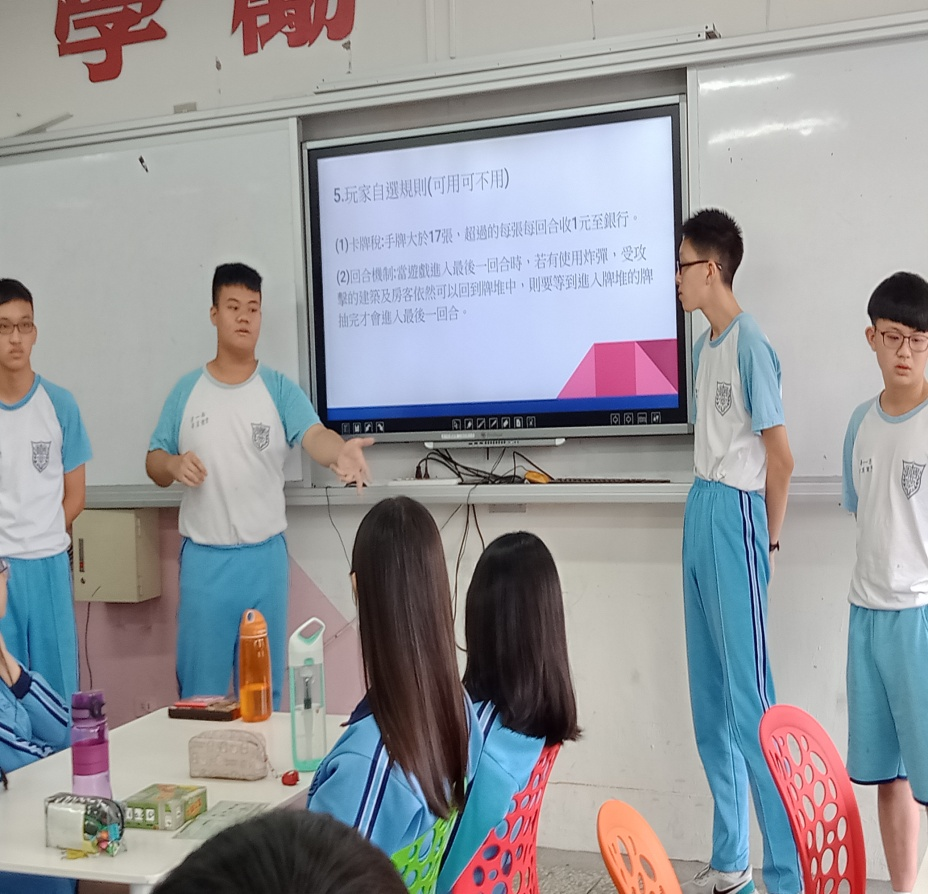 學 勵
5.玩家自選規則(可用可不用)
(1)卡牌稅:手牌大於17張，超過的每張每回合收1元至銀行。
(2)回合機制:當遊戲進入最後一回合時，若有使用炸彈，受攻
擊的建築及房客依然可以回到牌堆中，則要等到進入牌堆的牌
抽完才會進入最後一回合。